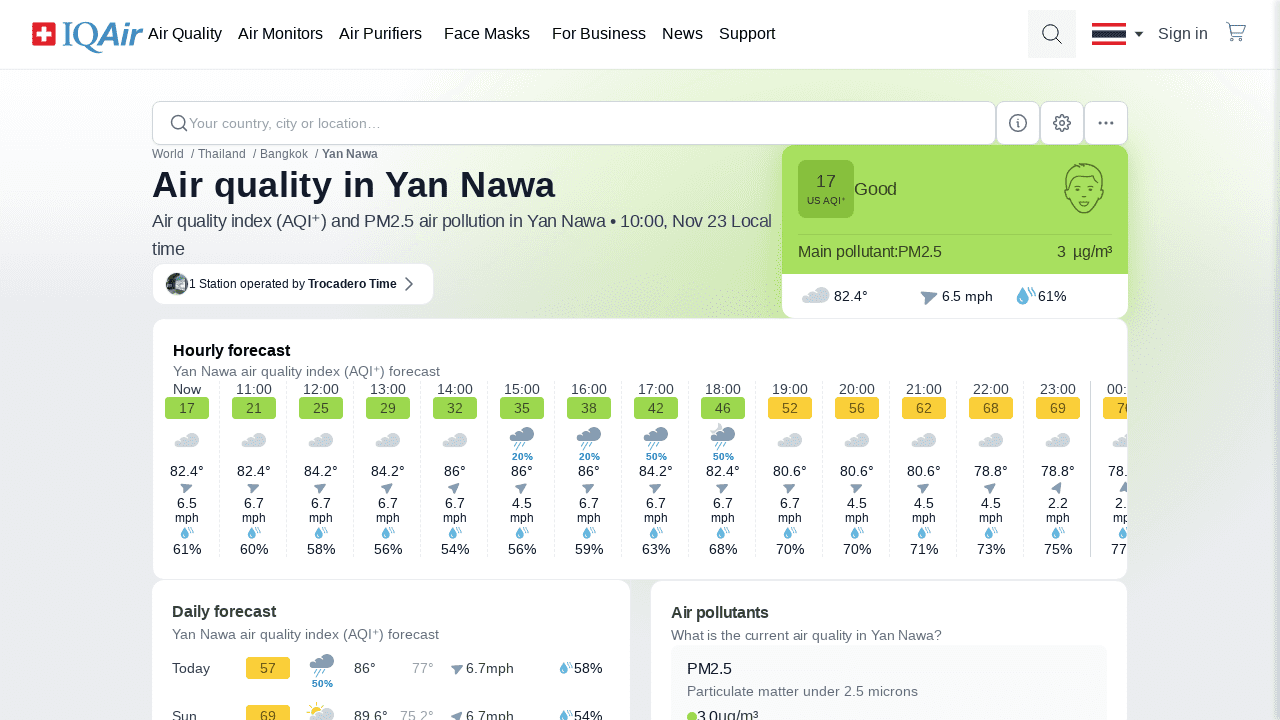 IQAir Air Quality Air Monitors Air Purifiers Face Masks For Business News Support Sign in
Your country, city or location…
World / Thailand / Bangkok / Yan Nawa
Air quality in Yan Nawa
Air quality index (AQI⁺) and PM2.5 air pollution in Yan Nawa • 10:00, Nov 23 Local
time
1 Station operated by Trocadero Time
17
US AQI⁺
Good
Main pollutant:PM2.5 3 µg/m³
82.4° 6.5 mph 61%
Hourly forecast
Yan Nawa air quality index (AQI⁺) forecast
Now 11:00 12:00 13:00 14:00 15:00 16:00 17:00 18:00 19:00 20:00 21:00 22:00 23:00
17 21 25 29 32 35 38 42 46 52 56 62 68 69
20% 20% 50% 50%
82.4° 82.4° 84.2° 84.2° 86° 86° 86° 84.2° 82.4° 80.6° 80.6° 80.6° 78.8° 78.8°
6.5 6.7 6.7 6.7 6.7 4.5 6.7 6.7 6.7 6.7 4.5 4.5 4.5 2.2
mph mph mph mph mph mph mph mph mph mph mph mph mph mph
61% 60% 58% 56% 54% 56% 59% 63% 68% 70% 70% 71% 73% 75%
Daily forecast
Yan Nawa air quality index (AQI⁺) forecast
Today 57 50% 86° 77° 6.7mph 58%
Sun 69 89.6° 75.2° 6.7mph 54%
Air pollutants
What is the current air quality in Yan Nawa?
PM2.5
Particulate matter under 2.5 microns
3.0µg/m³